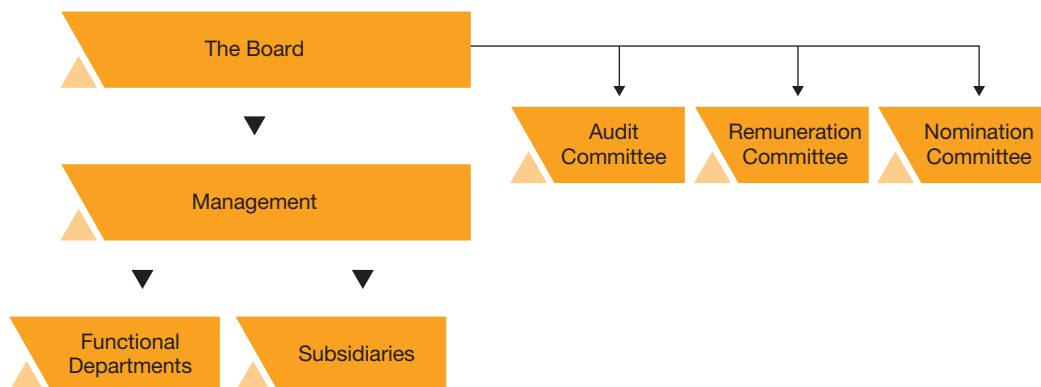 The Board
Audit
Committee
Remuneration
Committee
Nomination
Committee
Management
Functional
Departments
Subsidiaries